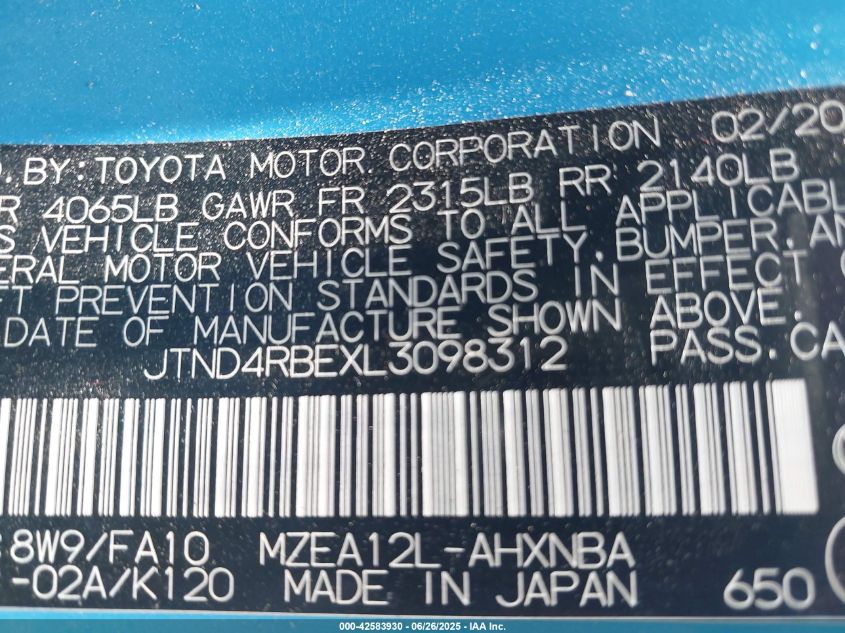 D. BY: TOYOTA MOTOR CORPORATION 02/20
R 4065LB GAWR FR 2315LB RR 2140LB
S VEHICLE CONFORMS TO ALL APPLICABL
ERAL MOTOR VEHICLE SAFETY, BUMPER, AN
FT PREVENTION STANDARDS IN EFFECT
DATE OF MANUFACTURE SHOWN ABOVE.
JTND4RBEXL3098312 PASS. CA
8W9/FA10 MZEA12L-AHXNBA
-02A/K120 MADE IN JAPAN 650
000-42583930 - 06/26/2025 - IAA Inc.